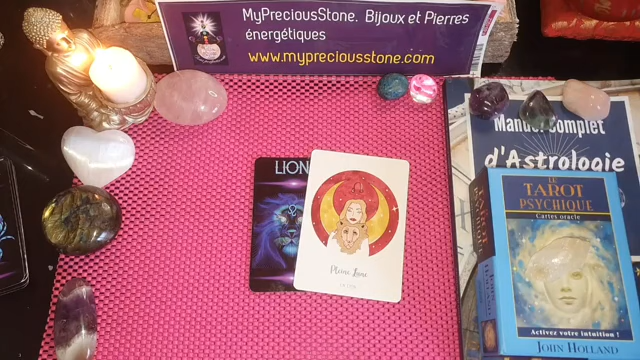 MyPreciousStone. Bijoux et Pierres
énergétiques
www.mypreciousstone.com
LION
Pleine Lune
Manuel complet
d'Astrologie
LE
TAROT
PSYCHIQUE
Cartes oracle
Activez votre intuition !
JOHN HOLLAND